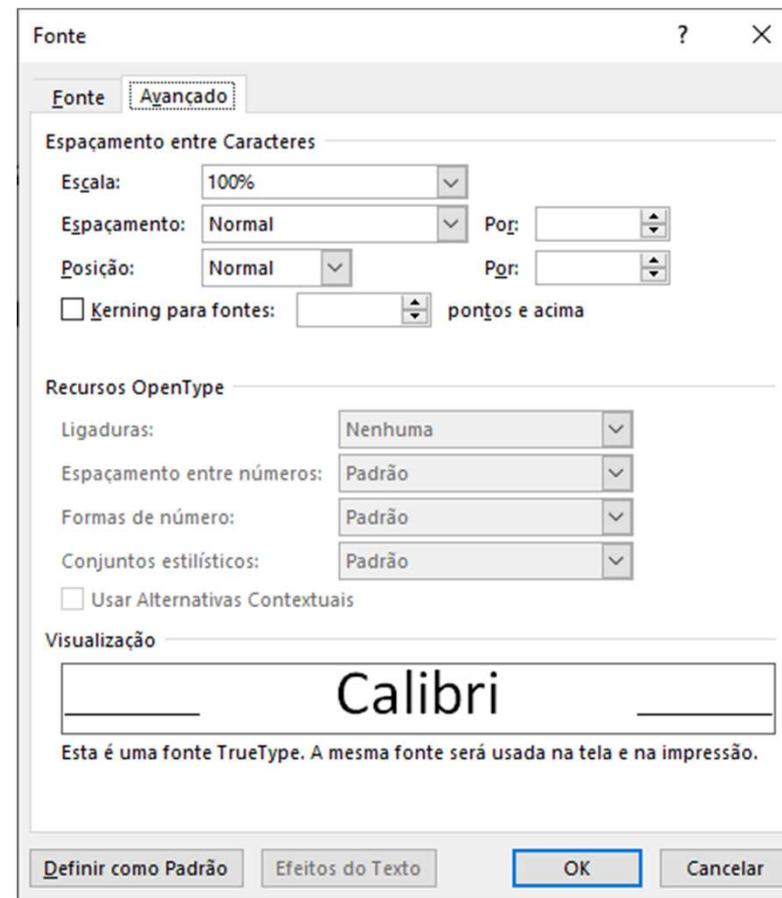 Fonte ? X
Fonte Avançado
Espaçamento entre Caracteres
Escala: 100%
Espaçamento: Normal Por:
Posição: Normal Por:
Kerning para fontes: pontos e acima
Recursos OpenType
Ligaduras: Nenhuma
Espaçamento entre números: Padrão
Formas de número: Padrão
Conjuntos estilísticos: Padrão
Usar Alternativas Contextuais
Visualização
Calibri
Esta é uma fonte TrueType. A mesma fonte será usada na tela e na impressão.
Definir como Padrão Efeitos do Texto OK Cancelar